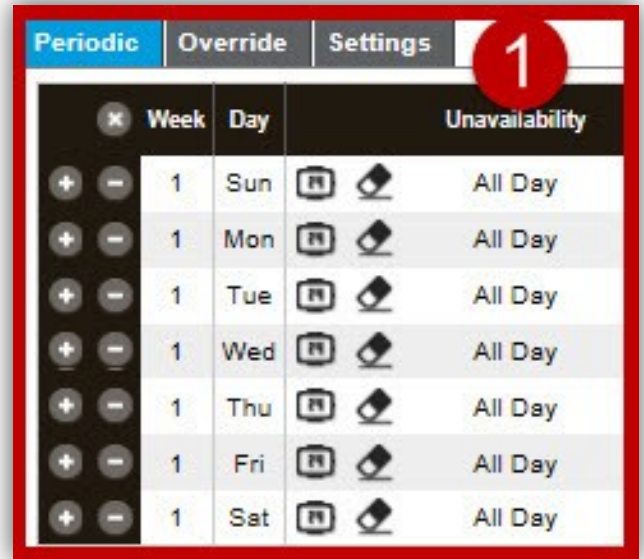 Periodic Override Settings
1
Week Day Unavailability
1 Sun All Day
1 Mon All Day
1 Tue All Day
1 Wed All Day
1 Thu All Day
1 Fri All Day
1 Sat All Day